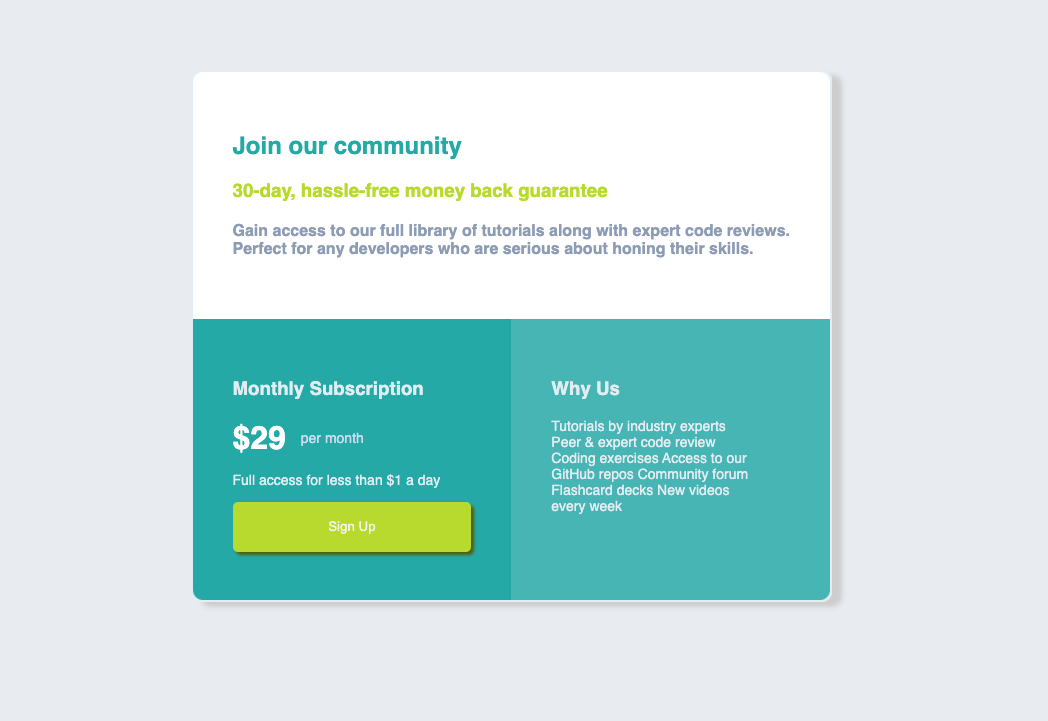 Join our community
30-day, hassle-free money back guarantee
Gain access to our full library of tutorials along with expert code reviews.
Perfect for any developers who are serious about honing their skills.
Monthly Subscription
$29 per month
Full access for less than $1 a day
Sign Up
Why Us
Tutorials by industry experts
Peer & expert code review
Coding exercises Access to our
GitHub repos Community forum
Flashcard decks New videos
every week